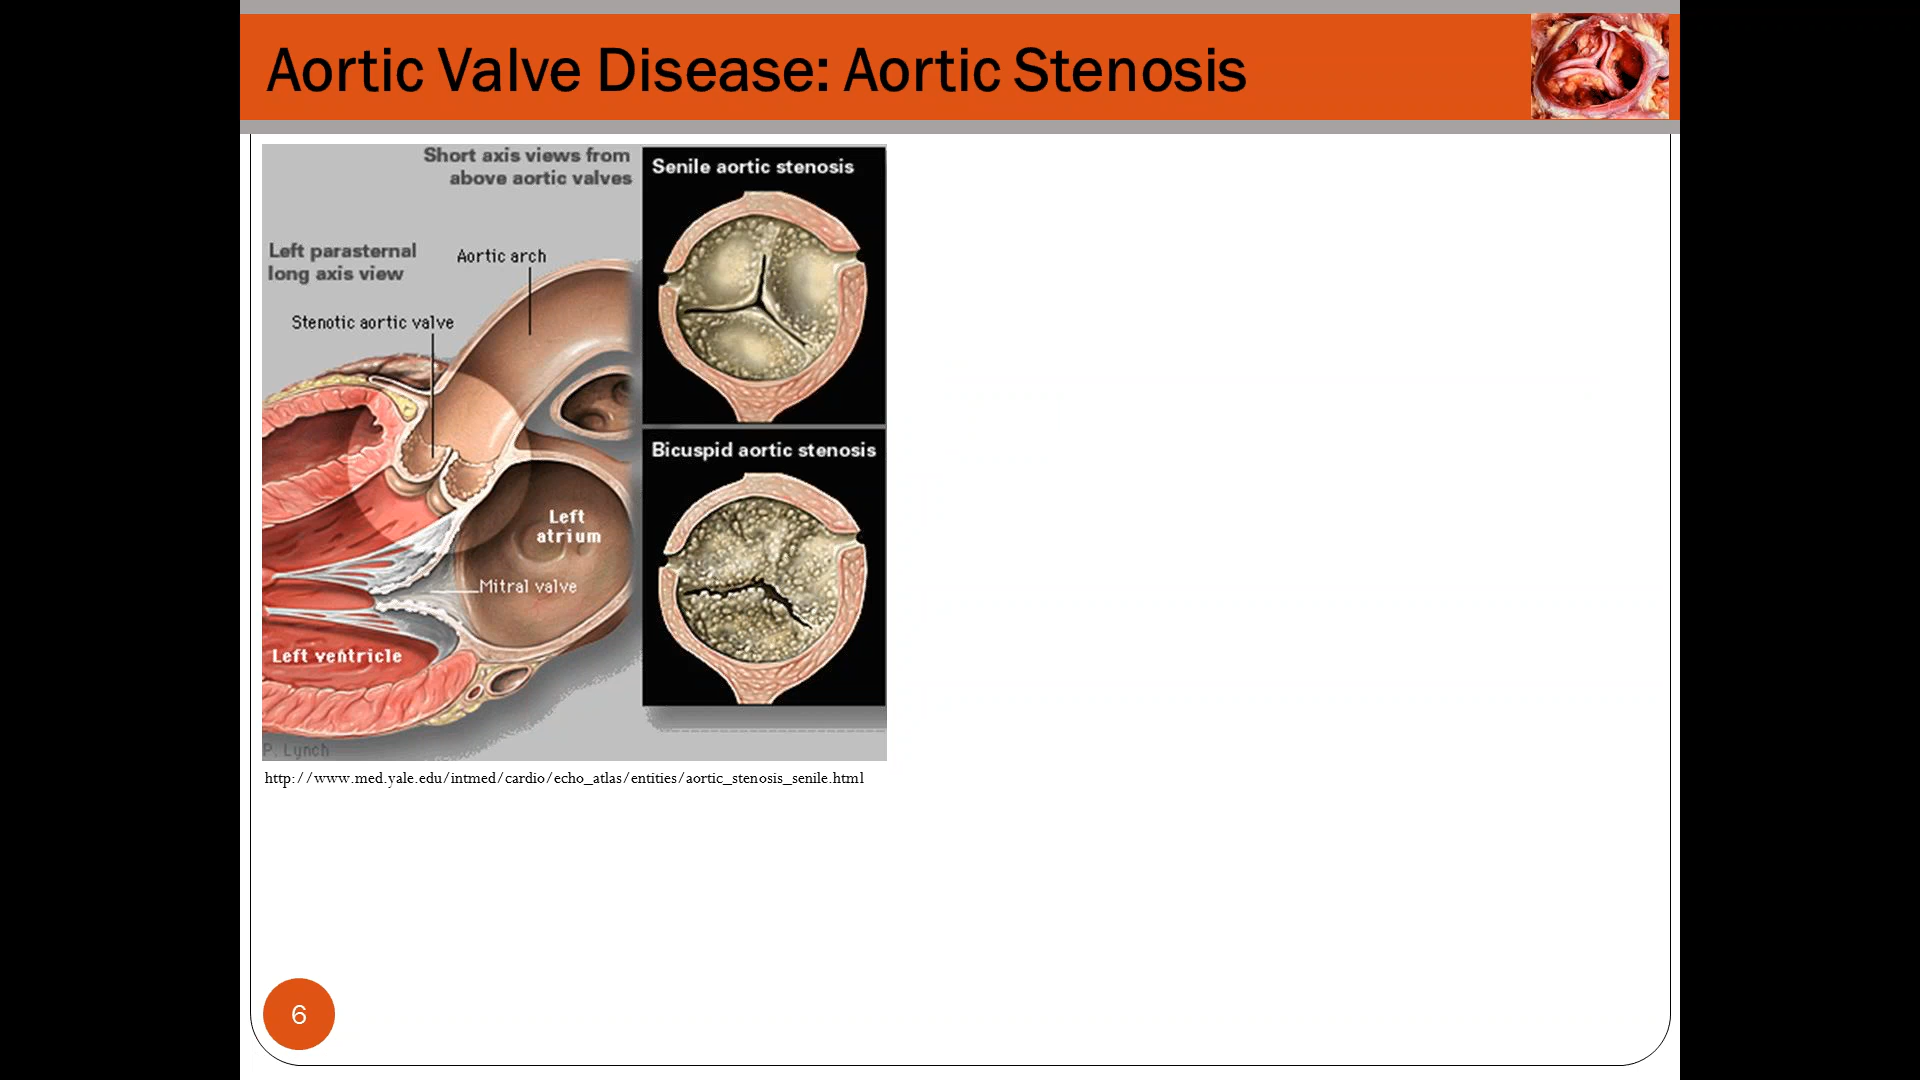 Aortic Valve Disease: Aortic Stenosis
Short axis views from
above aortic valves
Left parasternal
long axis view
Aortic arch
Stenotic aortic valve
Left
atrium
Mitral valve
Left ventricle
P. Lynch
Senile aortic stenosis
Bicuspid aortic stenosis
http://www.med.yale.edu/intmed/cardio/echo_atlas/entities/aortic_stenosis_senile.html
6